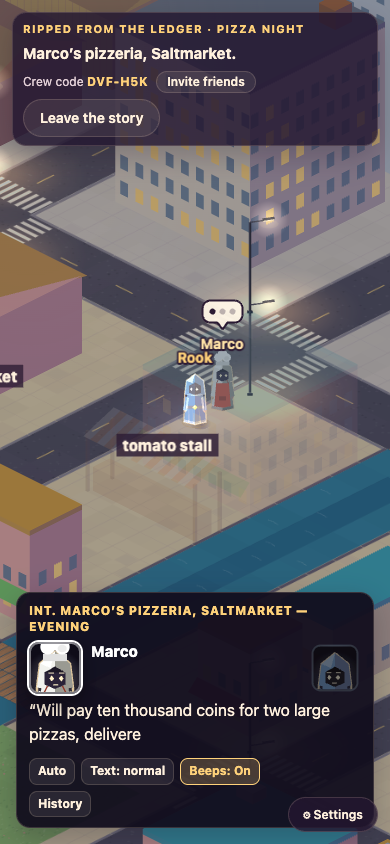 RIPPED FROM THE LEDGER · PIZZA NIGHT
Marco's pizzeria, Saltmarket.
Crew code DVF-H5K Invite friends
Leave the story
Marco
Rook
ket
tomato stall
INT. MARCO'S PIZZERIA, SALTMARKET —
EVENING
Marco
“Will pay ten thousand coins for two large
pizzas, delivere
Auto Text: normal Beeps: On
History
⚙ Settings